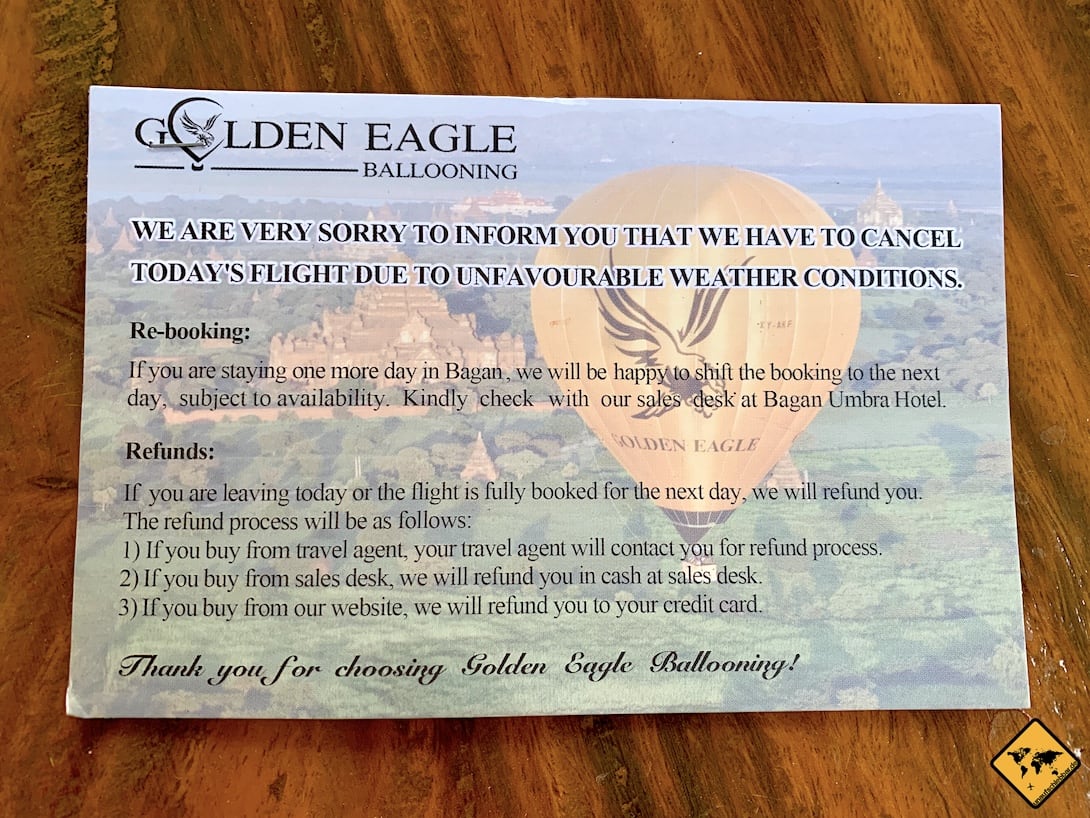 GOLDEN EAGLE
BALLOONING
WE ARE VERY SORRY TO INFORM YOU THAT WE HAVE TO CANCEL
TODAY'S FLIGHT DUE TO UNFAVOURABLE WEATHER CONDITIONS.
Re-booking:
If you are staying one more day in Bagan, we will be happy to shift the booking to the next
day, subject to availability. Kindly check with our sales desk at Bagan Umbra Hotel.
GOLDEN EAGLE
Refunds:
If you are leaving today or the flight is fully booked for the next day, we will refund you.
The refund process will be as follows:
1) If you buy from travel agent, your travel agent will contact you for refund process.
2) If you buy from sales desk, we will refund you in cash at sales desk.
3) If you buy from our website, we will refund you to your credit card.
Thank you for choosing Golden Eagle Ballooning!